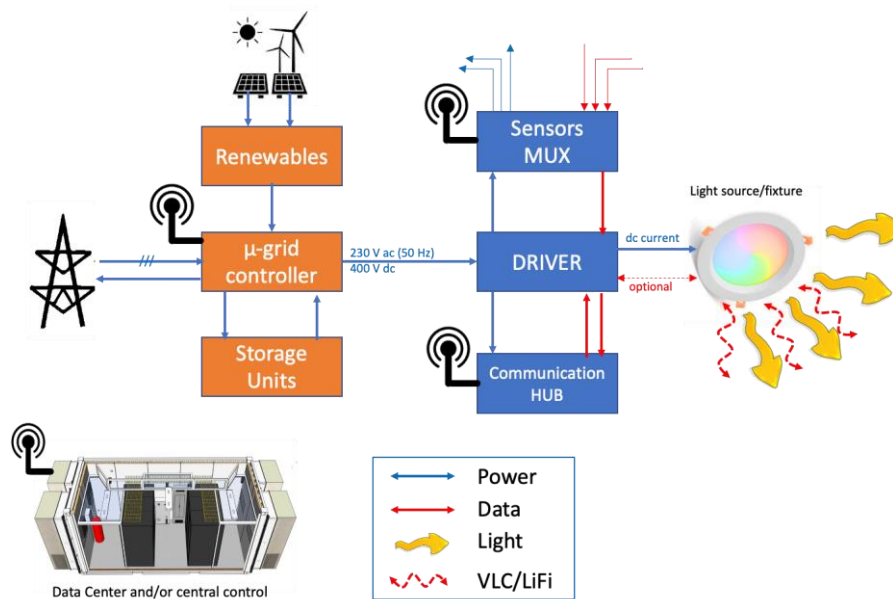 Renewables
μ-grid
controller
230 V ac (50 Hz)
400 V dc
Storage
Units
Sensors
MUX
DRIVER
Communication
HUB
Light source/fixture
dc current
optional
Data Center and/or central control
Power
Data
Light
VLC/LiFi